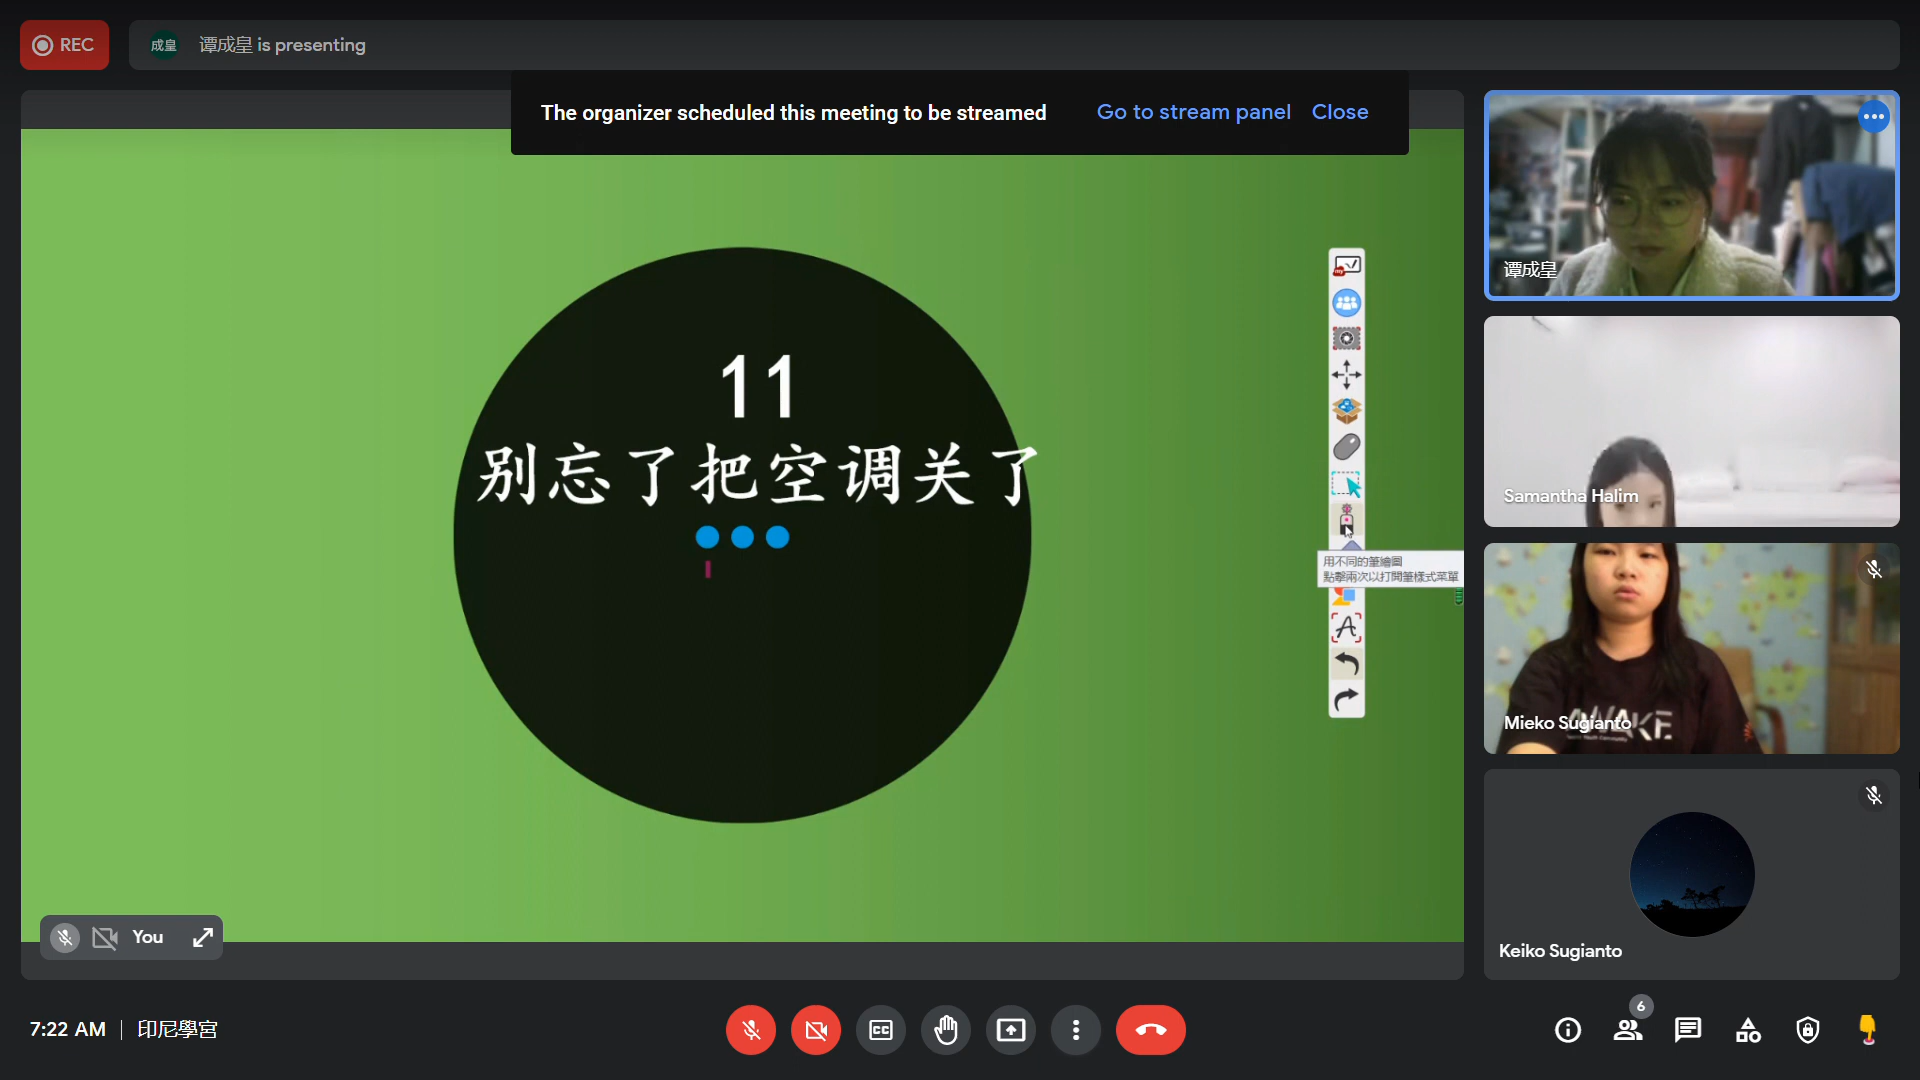 REC
成皇
谭成皇 is presenting
The organizer scheduled this meeting to be streamed
Go to stream panel
Close
11
别忘了把空调关了
用不同的筆繪圖
點擊兩次以打開筆樣式菜單
谭成皇
Samantha Halim
AWAKE
Mieko Sugianto
Keiko Sugianto
You
7:22 AM
印尼學宮
CC
6